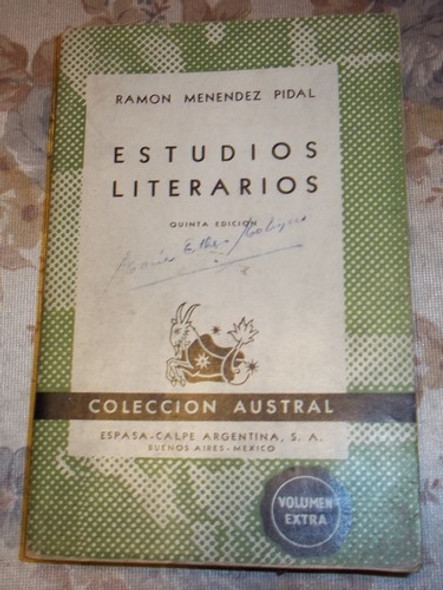 RAMON MENENDEZ PIDAL
ESTUDIOS
LITERARIOS
QUINTA EDICION
COLECCION AUSTRAL
ESPASA-CALPE ARGENTINA, S. A.
BUENOS AIRES-MEXICO
VOLUMEN
EXTRA